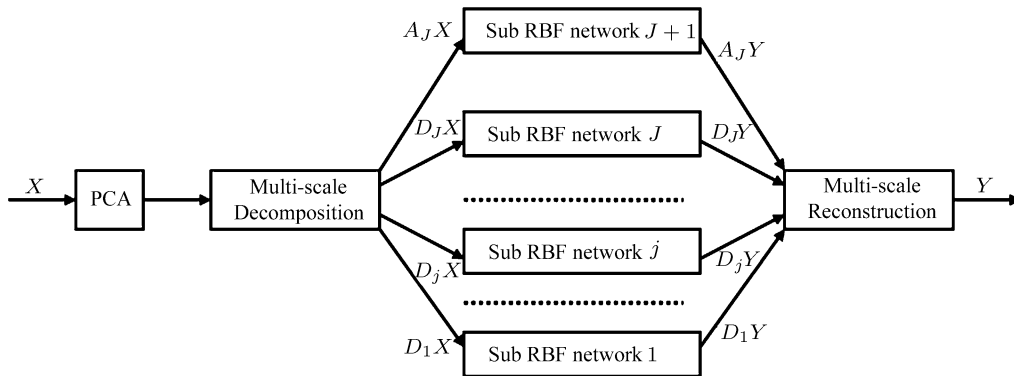 $A_J X$
Sub RBF network $J + 1$
$A_J Y$
$D_J X$
Sub RBF network $J$
$D_J Y$
$X$
PCA
Multi-scale
Decomposition
Multi-scale
Reconstruction
$Y$
$D_j X$
Sub RBF network $j$
$D_j Y$
$D_1 X$
Sub RBF network 1
$D_1 Y$